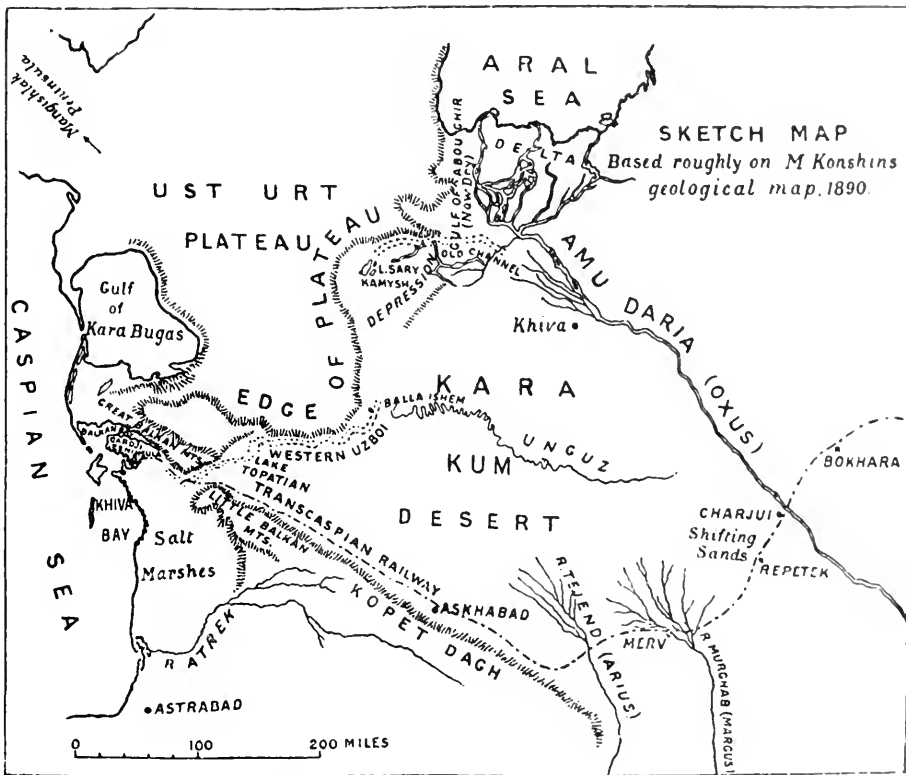 Mangishlak
Peninsula
ARAL
SEA
SKETCH MAP
Based roughly on M Konshins
geological map, 1890.
DELTA
GULF OF ABOUGHIR
(Now Dry)
UST URT
PLATEAU
EDGE OF PLATEAU
L. SARY
KAMYSH
DEPRESSION
OLD CHANNEL
AMU DARIA
(OXUS)
Khiva
CASPIAN SEA
Gulf
of
Kara Bugas
GREAT BALKAN MTS.
BALKAN
KHIVA
BAY
Salt
Marshes
WESTERN UZBOI
BALLA ISHEM
UNGUZ
LAKE
TOPATIAN
TRANSCASPIAN RAILWAY
LITTLE BALKAN
MTS.
KARA
KUM
DESERT
BOKHARA
CHARJUI
Shifting
Sands
REPETEK
KOPET DAGH
ASKHABAD
R. TEJENDI (ARIUS)
MERV
R. MURGHAB (MARGUS)
R ATREK
ASTRABAD
0 100 200 MILES